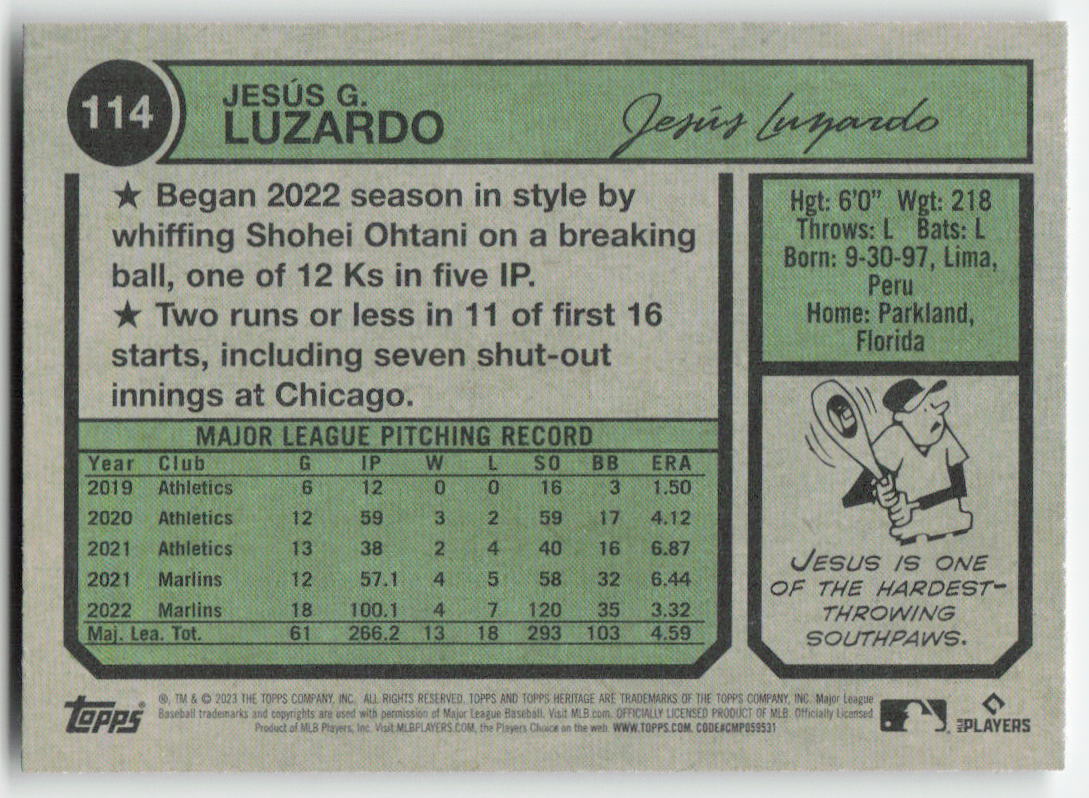 114
JESÚS G.
LUZARDO
Jesús Luzardo
★ Began 2022 season in style by
whiffing Shohei Ohtani on a breaking
ball, one of 12 Ks in five IP.
★ Two runs or less in 11 of first 16
starts, including seven shut-out
innings at Chicago.
MAJOR LEAGUE PITCHING RECORD
Year Club G IP W L SO BB ERA
2019 Athletics 6 12 0 0 16 3 1.50
2020 Athletics 12 59 3 2 59 17 4.12
2021 Athletics 13 38 2 4 40 16 6.87
2021 Marlins 12 57.1 4 5 58 32 6.44
2022 Marlins 18 100.1 4 7 120 35 3.32
Maj. Lea. Tot. 61 266.2 13 18 293 103 4.59
Hgt: 6'0" Wgt: 218
Throws: L Bats: L
Born: 9-30-97, Lima,
Peru
Home: Parkland,
Florida
JESUS IS ONE
OF THE HARDEST-
THROWING
SOUTHPAWS.
topps®
®, TM & © 2023 THE TOPPS COMPANY, INC. ALL RIGHTS RESERVED. TOPPS AND TOPPS HERITAGE ARE TRADEMARKS OF THE TOPPS COMPANY, INC. Major League
Baseball trademarks and copyrights are used with permission of Major League Baseball. Visit MLB.com. OFFICIALLY LICENSED PRODUCT OF MLB. Officially Licensed
Product of MLB Players, Inc. Visit MLBPLAYERS.COM, the Players Choice on the web. WWW.TOPPS.COM. CODE#CMP059531
MLB PLAYERS